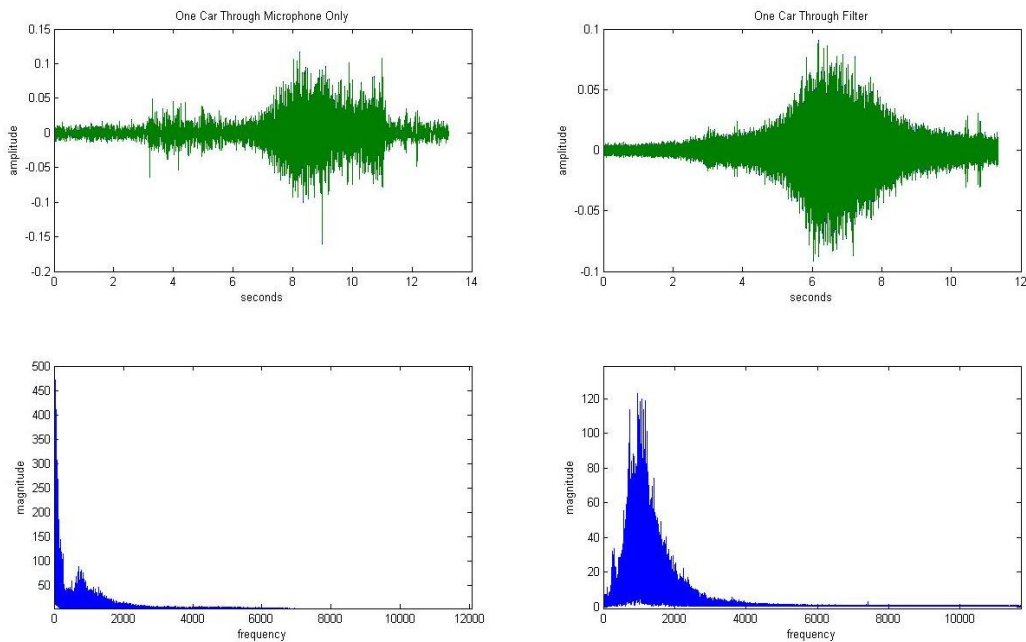 One Car Through Microphone Only
0.15
0.1
0.05
0
-0.05
-0.1
-0.15
-0.2
amplitude
0 2 4 6 8 10 12 14
seconds
One Car Through Filter
0.1
0.05
0
-0.05
-0.1
amplitude
0 2 4 6 8 10 12
seconds
500
450
400
350
300
250
200
150
100
50
magnitude
0 2000 4000 6000 8000 10000 12000
frequency
120
100
80
60
40
20
0
magnitude
0 2000 4000 6000 8000 10000
frequency